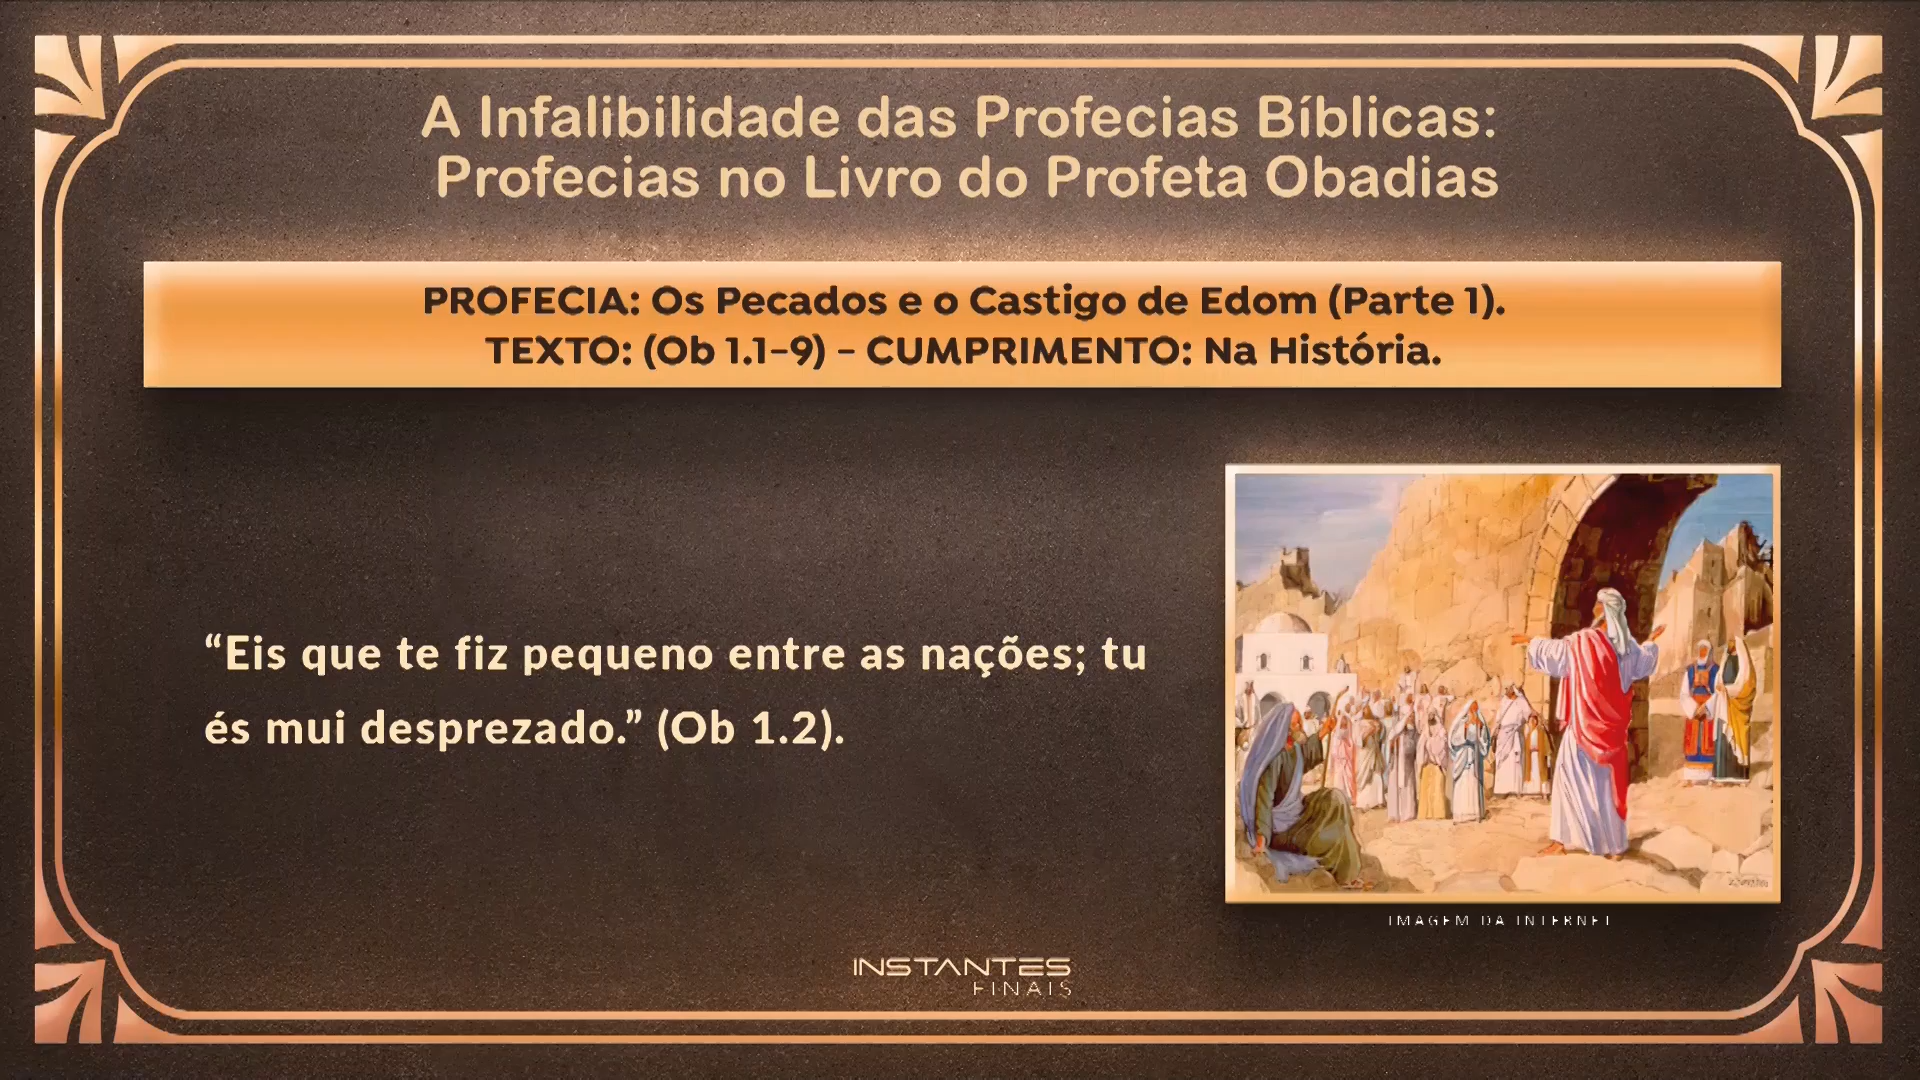 A Infalibilidade das Profecias Bíblicas:
Profecias no Livro do Profeta Obadias
PROFECIA: Os Pecados e o Castigo de Edom (Parte 1).
TEXTO: (Ob 1.1-9) - CUMPRIMENTO: Na História.
“Eis que te fiz pequeno entre as nações; tu
és mui desprezado.” (Ob 1.2).
IMAGEM DA INTERNET
INSTANTES
FINAIS